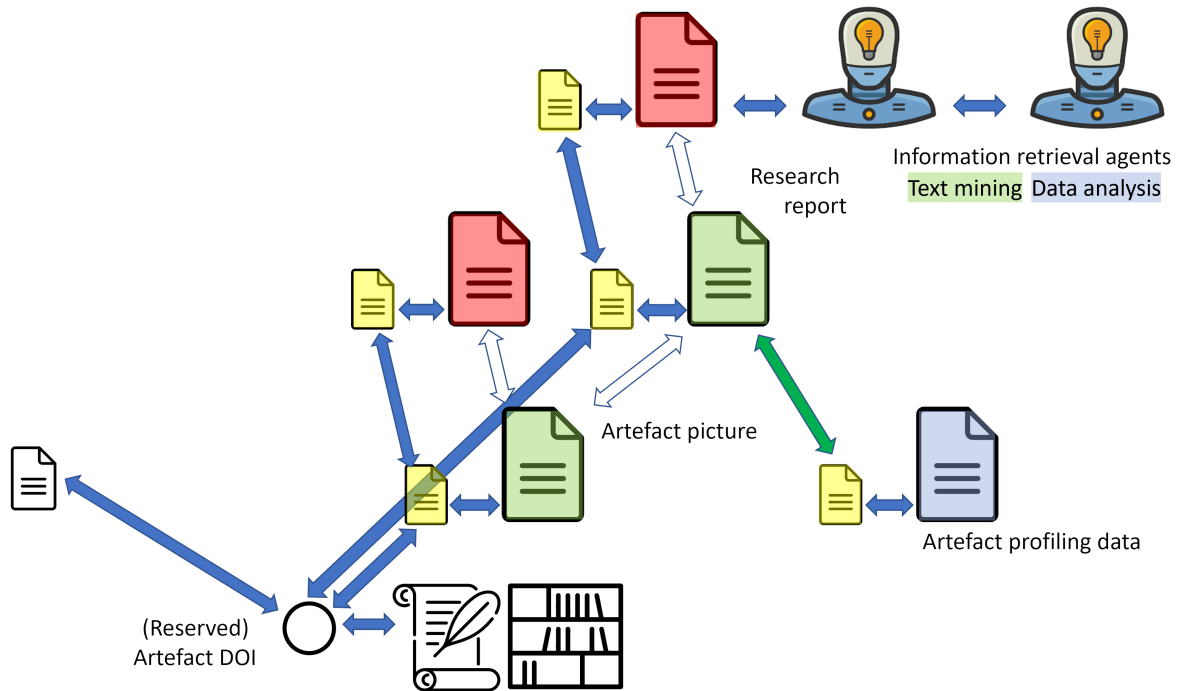 Information retrieval agents
Text mining Data analysis
Research
report
Artefact picture
Artefact profiling data
(Reserved)
Artefact DOI